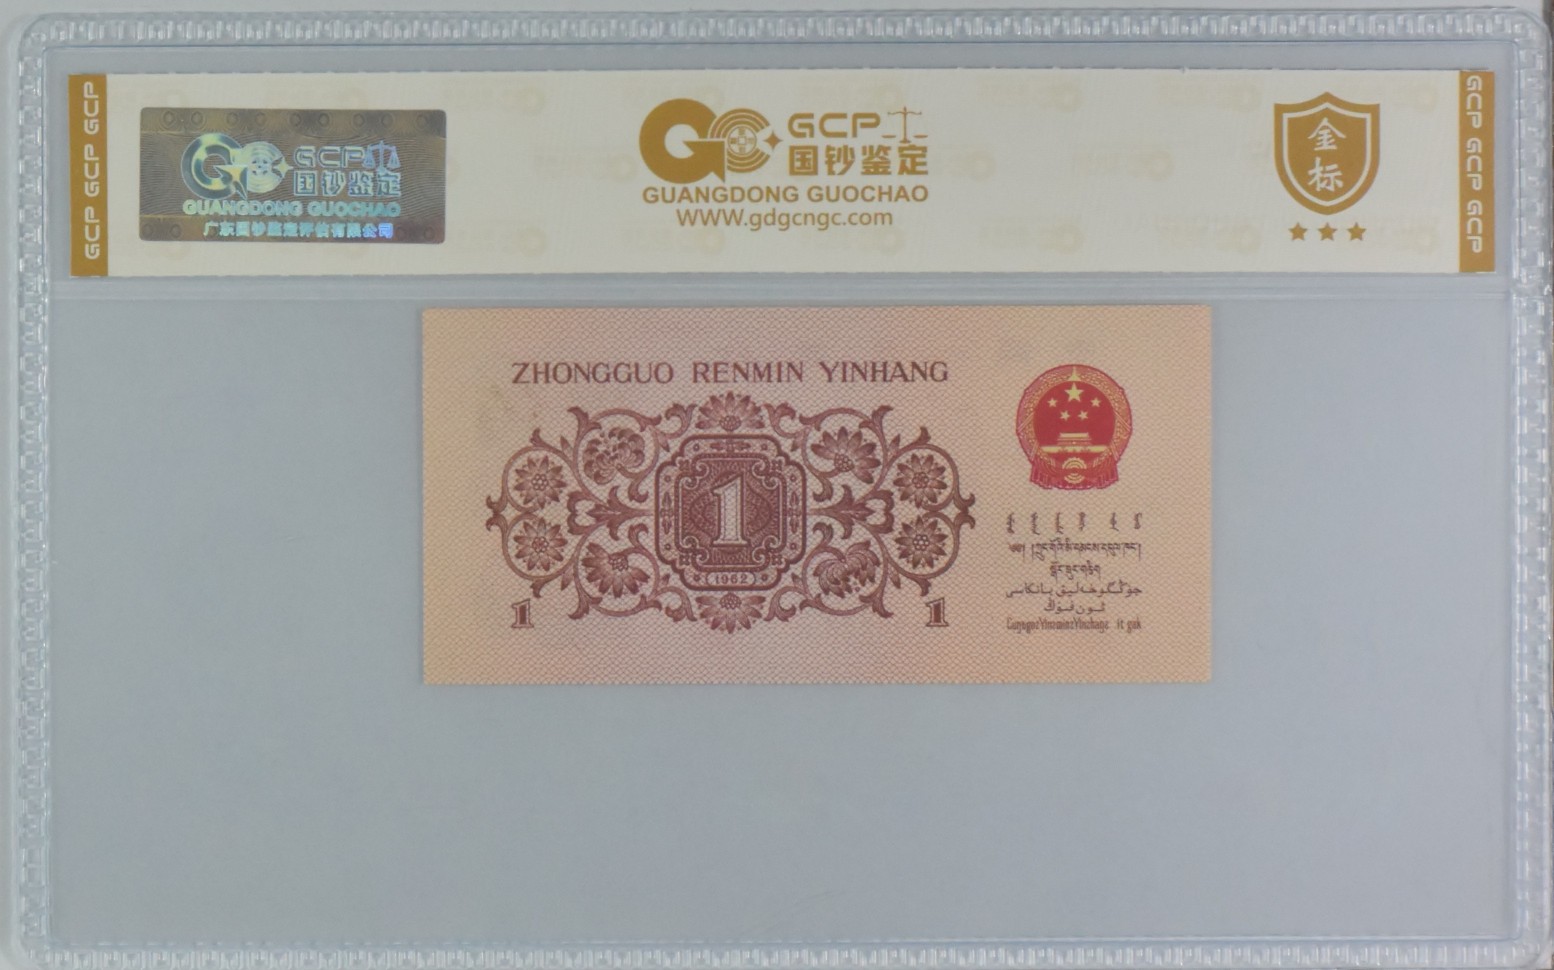 GCP GCP
GCP
国钞鉴定
GUANGDONG GUOCHAO
广东国钞鉴定评估有限公司
GCP
国钞鉴定
GUANGDONG GUOCHAO
WWW.gdgcngc.com
金标
GCP GCP
ZHONGGUO RENMIN YINHANG
1
(1962)
1
1
جۇڭگوخەلىق بانكاسى